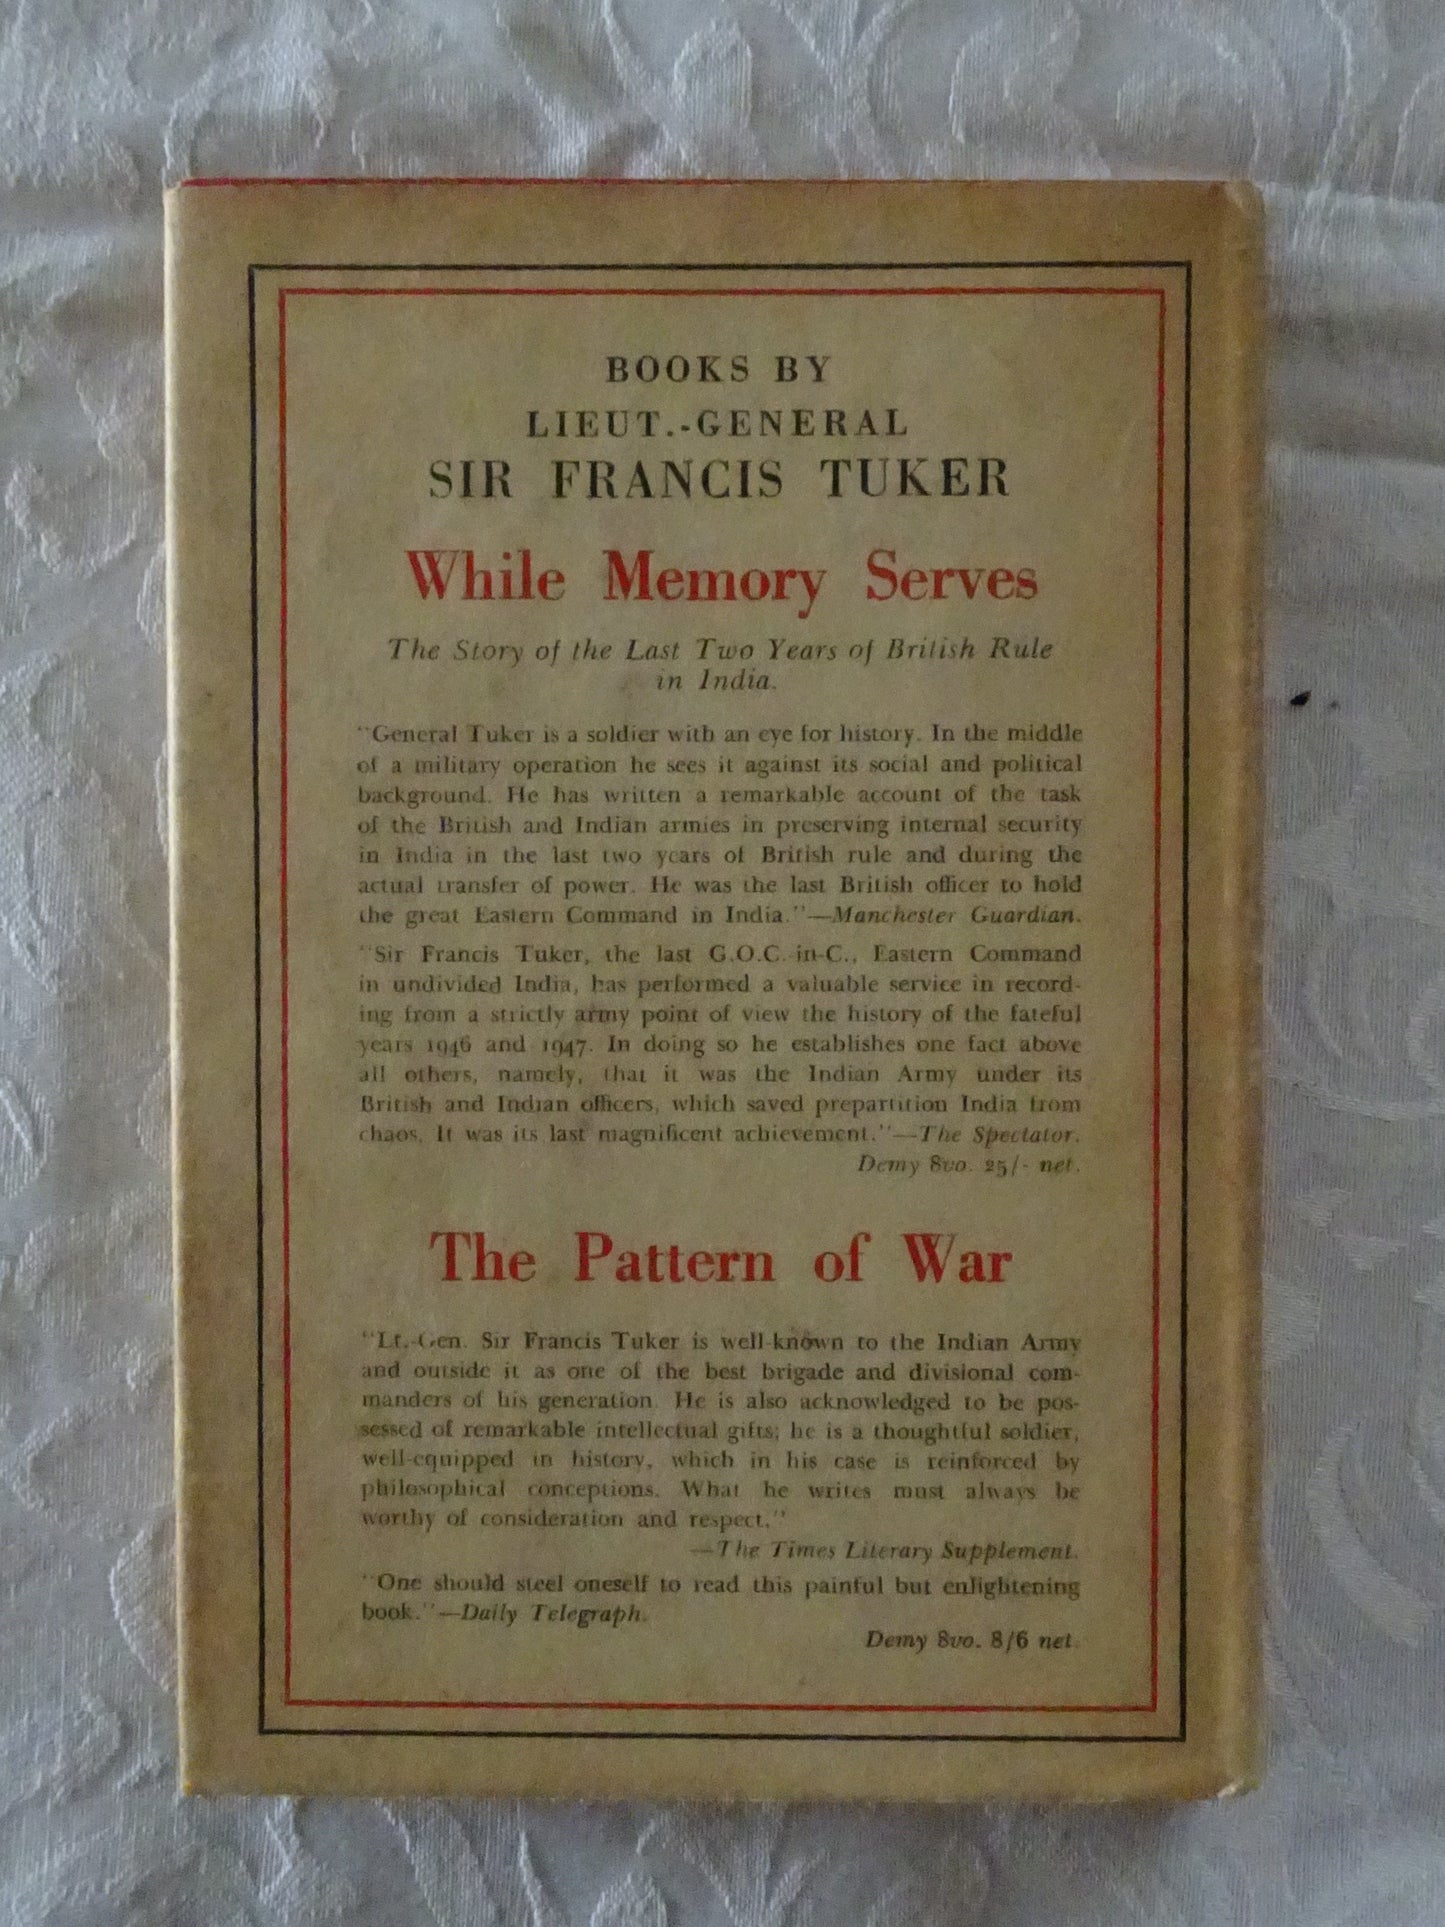 BOOKS BY
LIEUT.-GENERAL
SIR FRANCIS TUKER
While Memory Serves
The Story of the Last Two Years of British Rule
in India.
"General Tuker is a soldier with an eye for history. In the middle
of a military operation he sees it against its social and political
background. He has written a remarkable account of the task
of the British and Indian armies in preserving internal security
in India in the last two years of British rule and during the
actual transfer of power. He was the last British officer to hold
the great Eastern Command in India."—Manchester Guardian.
"Sir Francis Tuker, the last G.O.C.-in-C., Eastern Command
in undivided India, has performed a valuable service in record-
ing from a strictly army point of view the history of the fateful
years 1946 and 1947. In doing so he establishes one fact above
all others, namely, that it was the Indian Army under its
British and Indian officers, which saved prepartition India from
chaos. It was its last magnificent achievement."—The Spectator.
Demy 8vo. 25/- net.
The Pattern of War
"Lt.-Gen. Sir Francis Tuker is well-known to the Indian Army
and outside it as one of the best brigade and divisional com-
manders of his generation. He is also acknowledged to be pos-
sessed of remarkable intellectual gifts; he is a thoughtful soldier,
well-equipped in history, which in his case is reinforced by
philosophical conceptions. What he writes must always be
worthy of consideration and respect."
—The Times Literary Supplement.
"One should steel oneself to read this painful but enlightening
book."—Daily Telegraph.
Demy 8vo. 8/6 net.